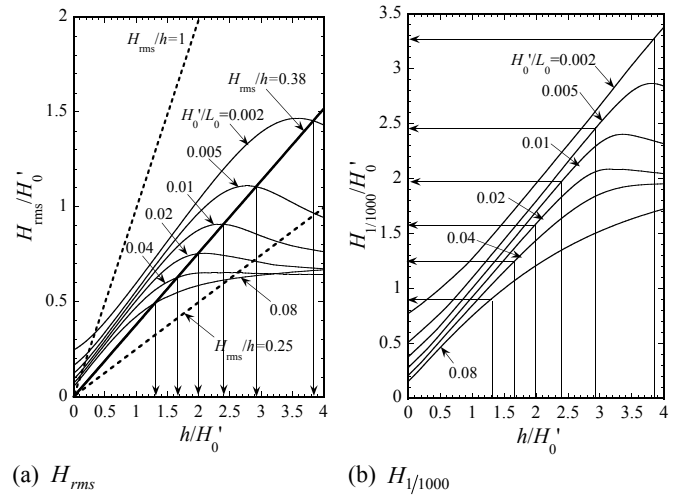 2
1.5
1
0.5
0
H_rms/H_0'
H_rms/h=1
H_rms/h=0.38
H_0'/L_0=0.002
0.005
0.01
0.02
0.04
0.08
H_rms/h=0.25
0 0.5 1 1.5 2 2.5 3 3.5 4
h/H_0'
(a) H_rms
3.5
3
2.5
2
1.5
1
0.5
0
H_1/1000/H_0'
H_0'/L_0=0.002
0.005
0.01
0.02
0.04
0.08
0 0.5 1 1.5 2 2.5 3 3.5 4
h/H_0'
(b) H_1/1000